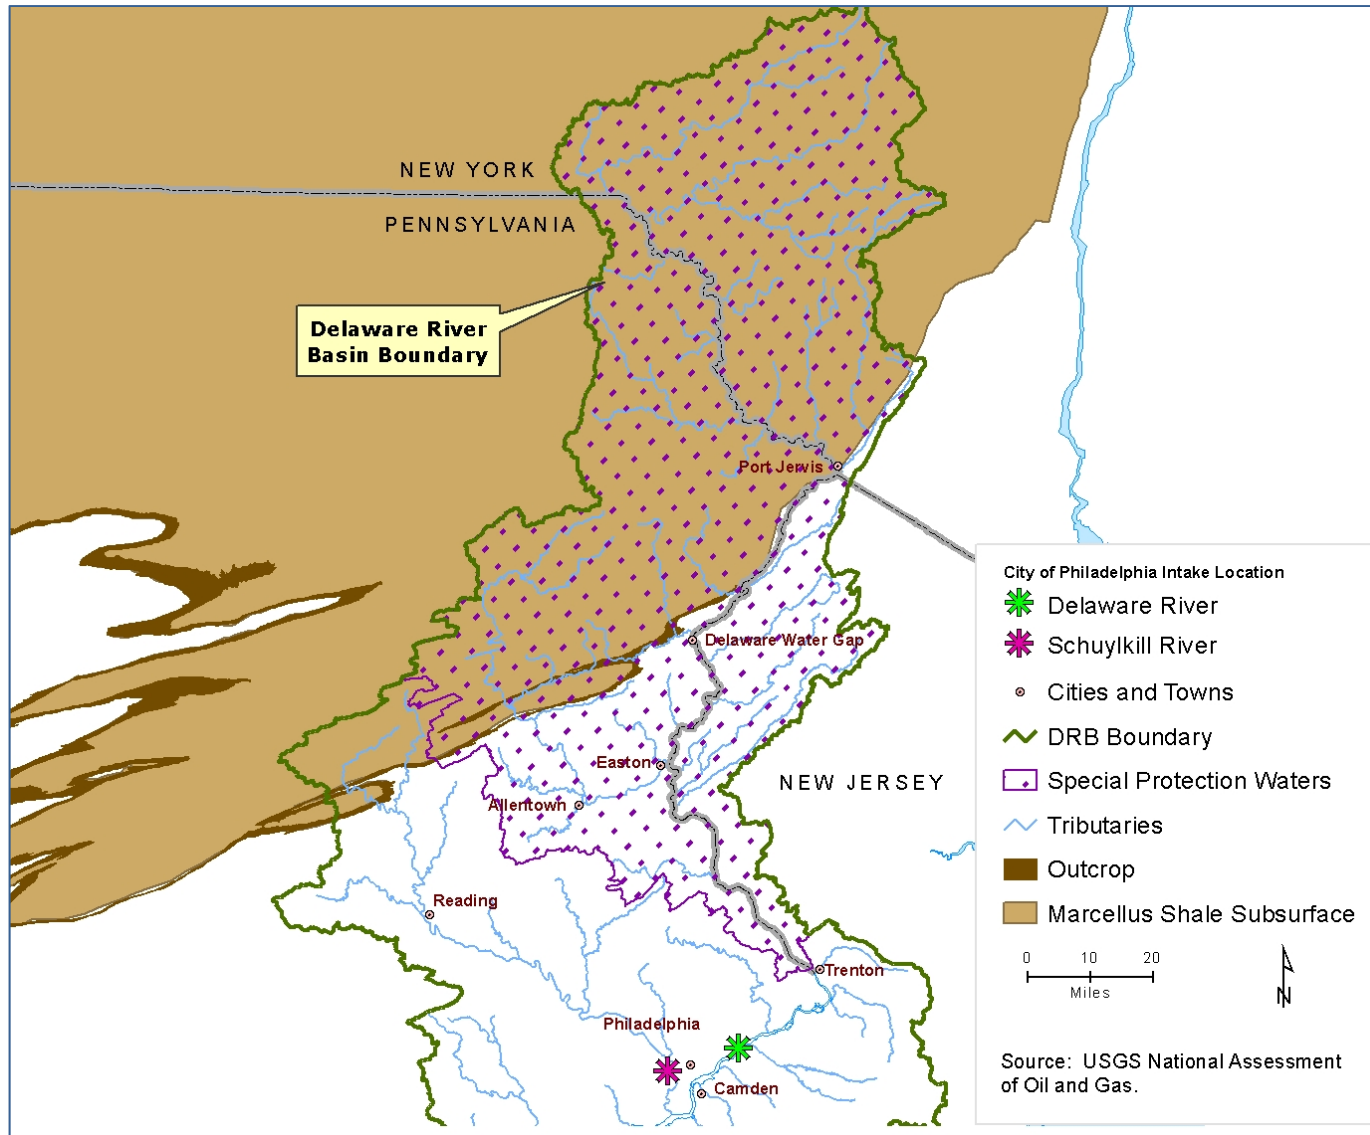 NEW YORK
PENNSYLVANIA
Delaware River
Basin Boundary
Port Jervis
Delaware Water Gap
Easton
NEW JERSEY
Allentown
Reading
Trenton
Philadelphia
Camden
City of Philadelphia Intake Location
Delaware River
Schuylkill River
Cities and Towns
DRB Boundary
Special Protection Waters
Tributaries
Outcrop
Marcellus Shale Subsurface
0 10 20
Miles
N
Source: USGS National Assessment
of Oil and Gas.